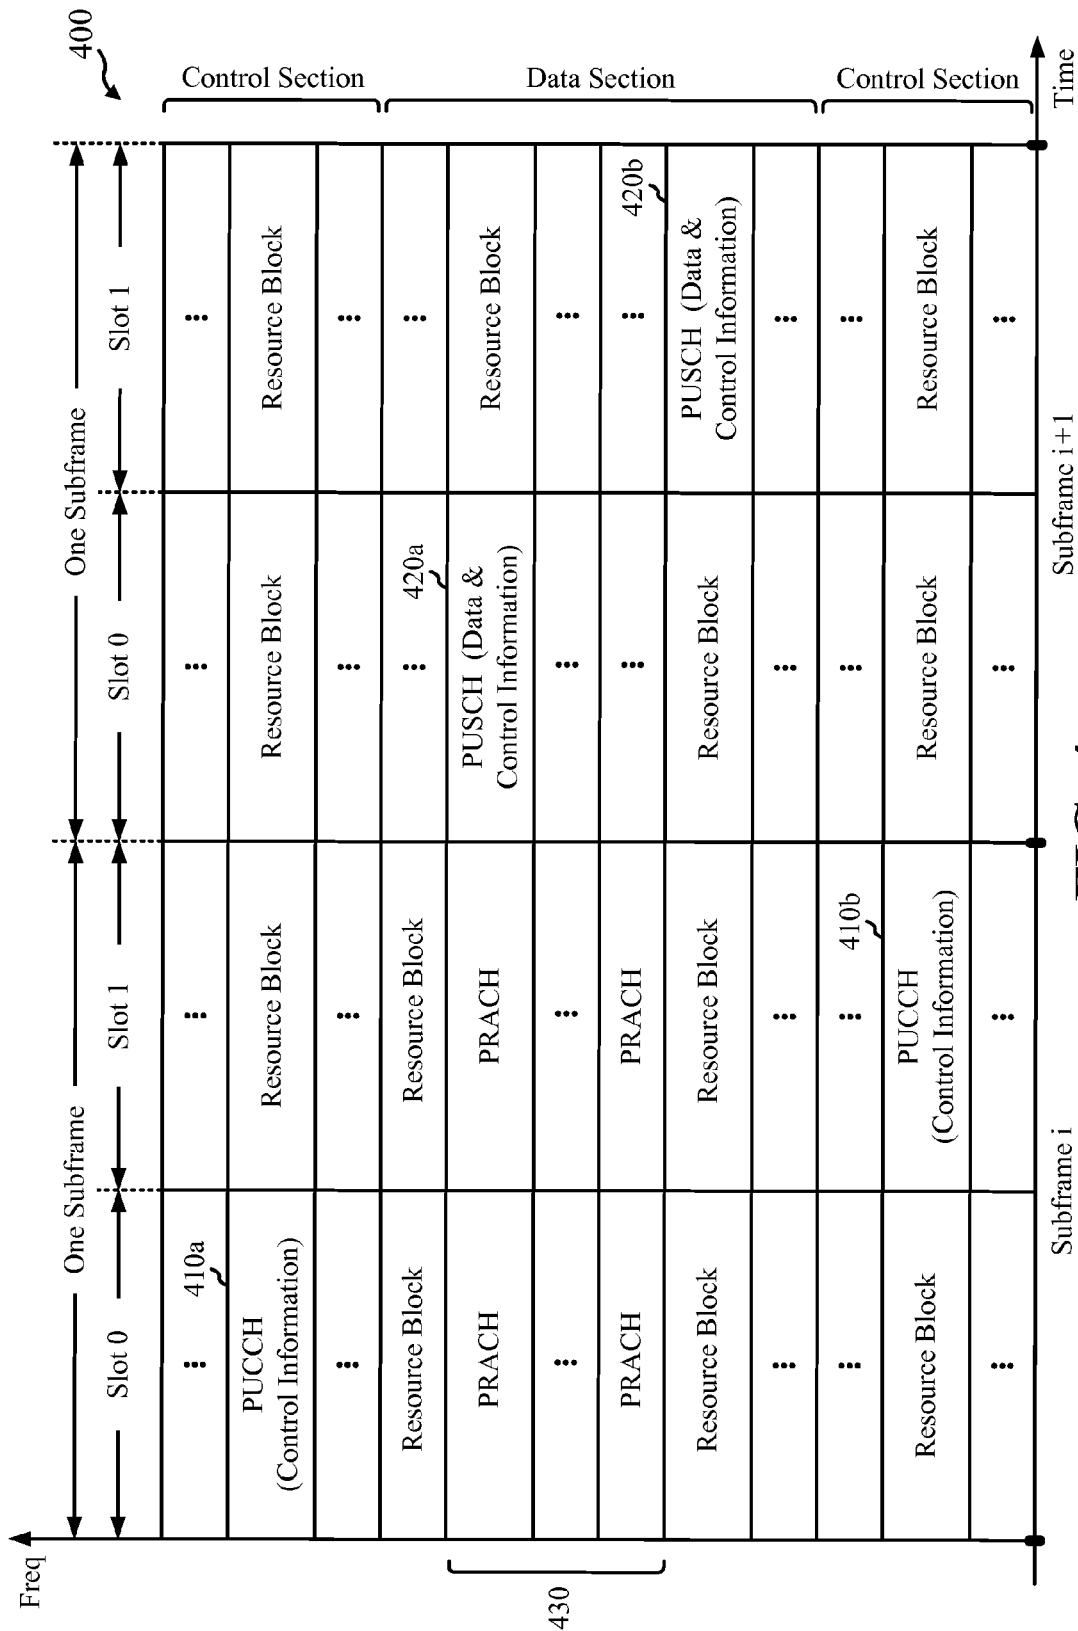 400
Freq
One Subframe
One Subframe
Slot 0
Slot 1
Slot 0
Slot 1
Control Section
Data Section
Control Section
...
...
...
...
410a
PUCCH
(Control Information)
Resource Block
Resource Block
Resource Block
...
...
...
...
Resource Block
Resource Block
...
...
420a
430
PRACH
PRACH
PUSCH (Data &
Control Information)
Resource Block
...
...
...
...
PRACH
PRACH
...
...
420b
Resource Block
Resource Block
Resource Block
PUSCH (Data &
Control Information)
...
...
...
...
...
...
...
...
410b
Resource Block
PUCCH
(Control Information)
Resource Block
Resource Block
...
...
...
...
Subframe i
Subframc i+1
Time